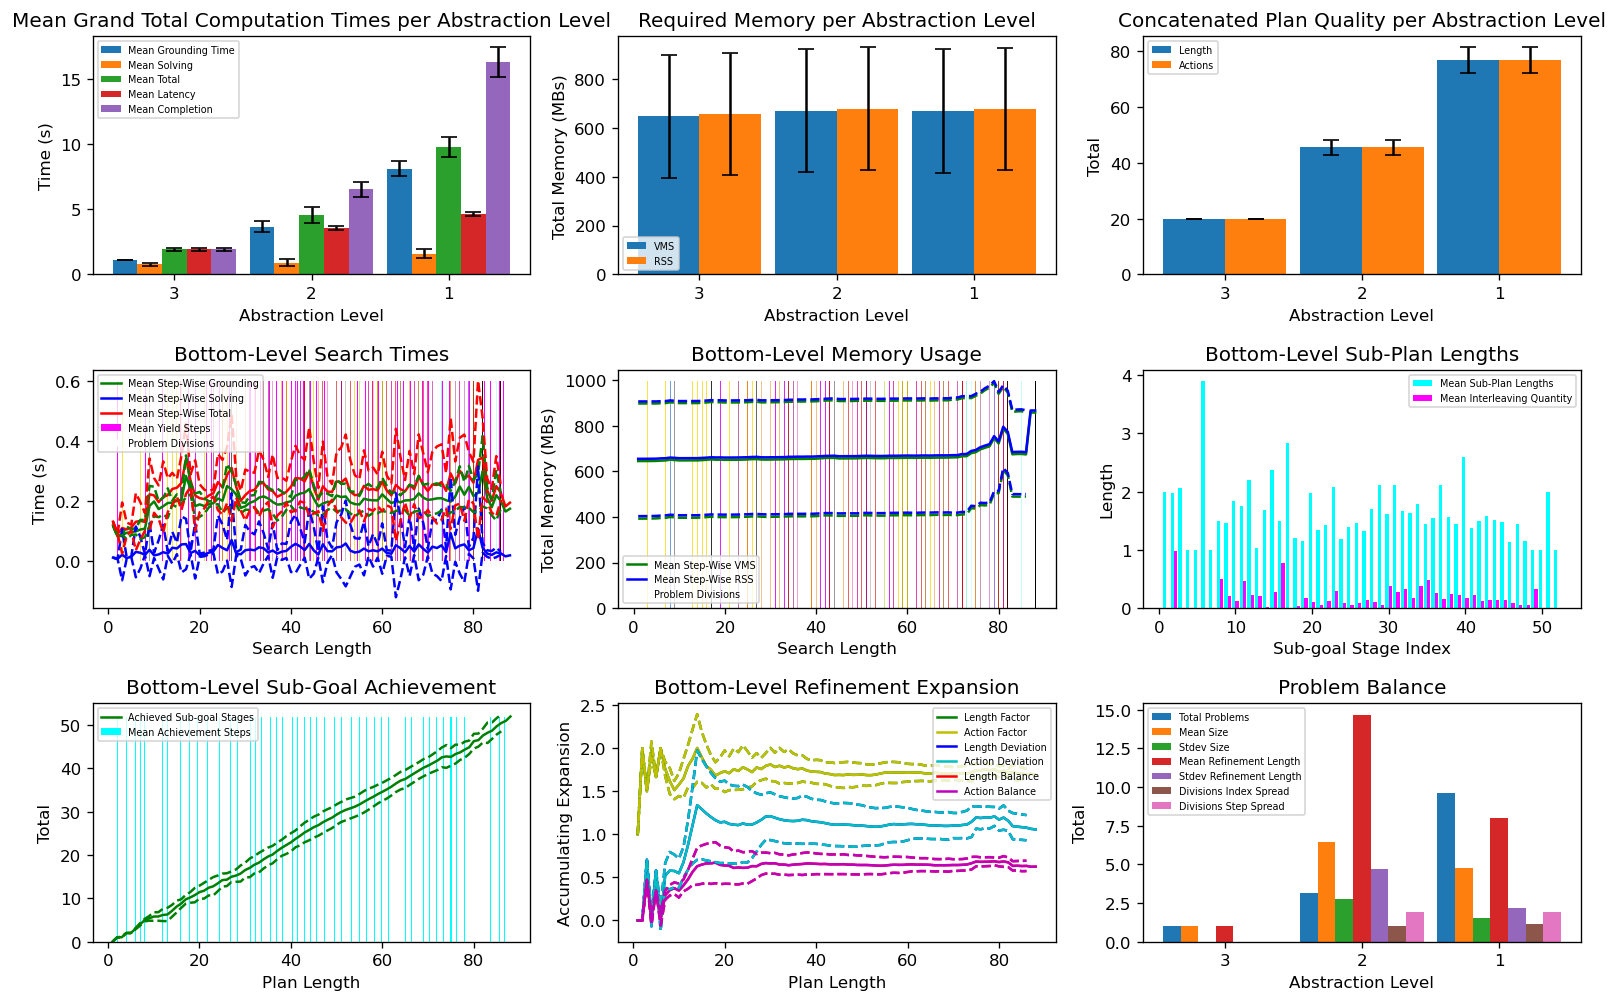 Mean Grand Total Computation Times per Abstraction Level
Time (s)
15
10
5
0
Mean Grounding Time
Mean Solving
Mean Total
Mean Latency
Mean Completion
3 2 1
Abstraction Level
Required Memory per Abstraction Level
Total Memory (MBs)
800
600
400
200
0
VMS
RSS
3 2 1
Abstraction Level
Concatenated Plan Quality per Abstraction Level
Total
80
60
40
20
0
Length
Actions
3 2 1
Abstraction Level
Bottom-Level Search Times
Time (s)
0.6
0.4
0.2
0.0
Mean Step-Wise Grounding
Mean Step-Wise Solving
Mean Step-Wise Total
Mean Yield Steps
Problem Divisions
0 20 40 60 80
Search Length
Bottom-Level Memory Usage
Total Memory (MBs)
1000
800
600
400
200
0
Mean Step-Wise VMS
Mean Step-Wise RSS
Problem Divisions
0 20 40 60 80
Search Length
Bottom-Level Sub-Plan Lengths
Length
4
3
2
1
0
Mean Sub-Plan Lengths
Mean Interleaving Quantity
0 10 20 30 40 50
Sub-goal Stage Index
Bottom-Level Sub-Goal Achievement
Total
50
40
30
20
10
0
Achieved Sub-goal Stages
Mean Achievement Steps
0 20 40 60 80
Plan Length
Bottom-Level Refinement Expansion
Accumulating Expansion
2.5
2.0
1.5
1.0
0.5
0.0
Length Factor
Action Factor
Length Deviation
Action Deviation
Length Balance
Action Balance
0 20 40 60 80
Plan Length
Problem Balance
Total
15.0
12.5
10.0
7.5
5.0
2.5
0.0
Total Problems
Mean Size
Stdev Size
Mean Refinement Length
Stdev Refinement Length
Divisions Index Spread
Divisions Step Spread
3 2 1
Abstraction Level